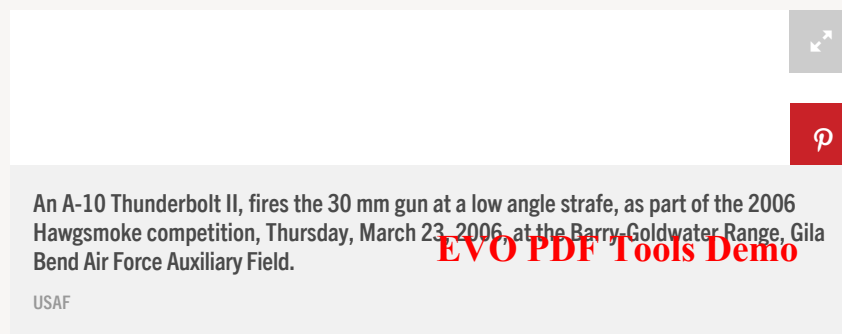 An A-10 Thunderbolt II, fires the 30 mm gun at a low angle strafe, as part of the 2006
Hawgsmoke competition, Thursday, March 23, 2006, at the Barry-Goldwater Range, Gila
Bend Air Force Auxiliary Field.
EVO PDF Tools Demo
USAF